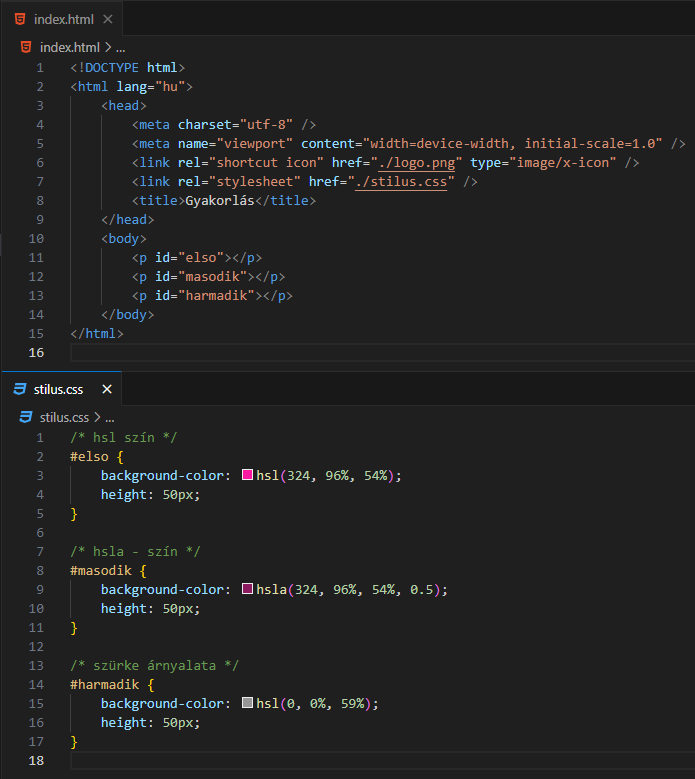 index.html
index.html > ...
1 <!DOCTYPE html>
2 <html lang="hu">
3     <head>
4         <meta charset="utf-8" />
5         <meta name="viewport" content="width=device-width, initial-scale=1.0" />
6         <link rel="shortcut icon" href="./logo.png" type="image/x-icon" />
7         <link rel="stylesheet" href="./stilus.css" />
8         <title>Gyakorlás</title>
9     </head>
10     <body>
11         <p id="elso"></p>
12         <p id="masodik"></p>
13         <p id="harmadik"></p>
14     </body>
15 </html>
16
stilus.css
stilus.css > ...
1 /* hsl szín */
2 #elso {
3     background-color: hsl(324, 96%, 54%);
4     height: 50px;
5 }
6
7 /* hsla - szín */
8 #masodik {
9     background-color: hsla(324, 96%, 54%, 0.5);
10     height: 50px;
11 }
12
13 /* szürke árnyalata */
14 #harmadik {
15     background-color: hsl(0, 0%, 59%);
16     height: 50px;
17 }
18